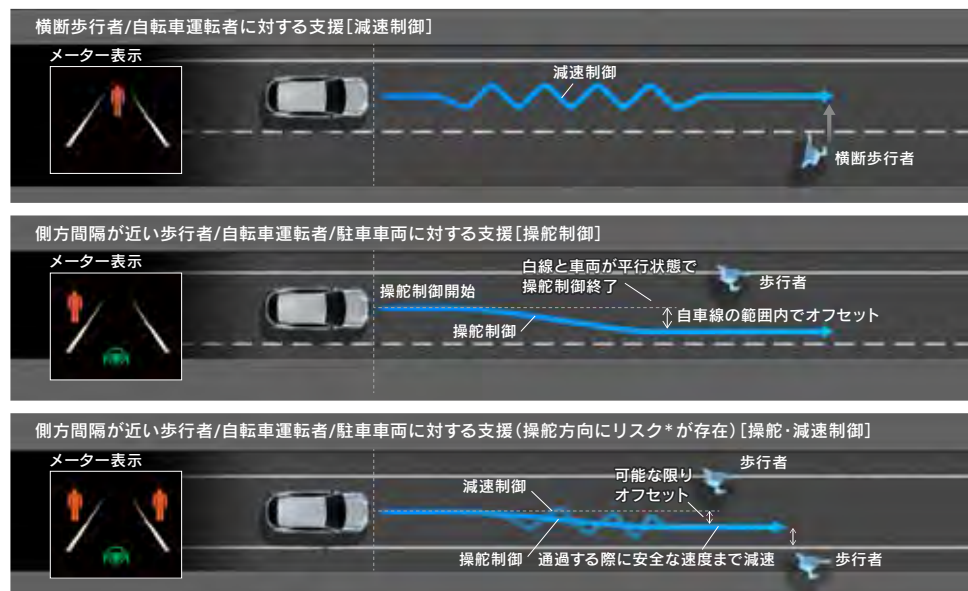 横断歩行者/自転車運転者に対する支援[減速制御]
メーター表示
減速制御
横断歩行者
側方間隔が近い歩行者/自転車運転者/駐車車両に対する支援[操舵制御]
メーター表示
白線と車両が平行状態で
操舵制御終了
歩行者
操舵制御開始
自車線の範囲内でオフセット
操舵制御
側方間隔が近い歩行者/自転車運転者/駐車車両に対する支援(操舵方向にリスク*が存在)[操舵・減速制御]
メーター表示
歩行者
可能な限り
オフセット
減速制御
操舵制御
通過する際に安全な速度まで減速
歩行者